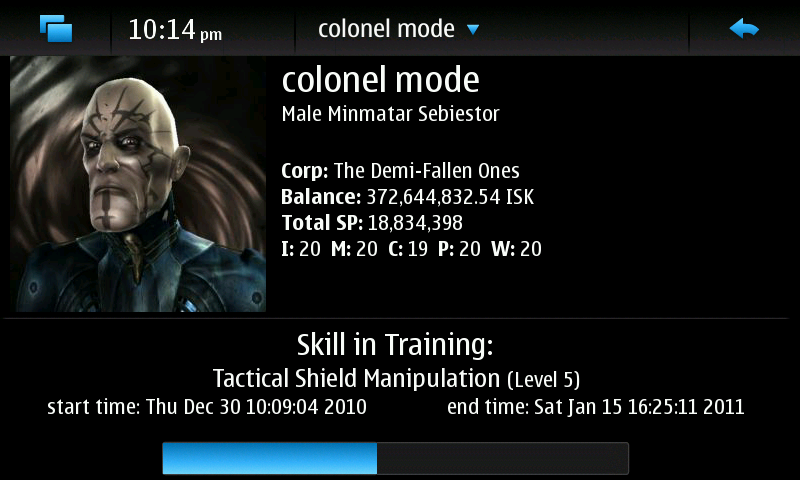 10:14 pm
colonel mode
colonel mode
Male Minmatar Sebiestor
Corp: The Demi-Fallen Ones
Balance: 372,644,832.54 ISK
Total SP: 18,834,398
I: 20 M: 20 C: 19 P: 20 W: 20
Skill in Training:
Tactical Shield Manipulation (Level 5)
start time: Thu Dec 30 10:09:04 2010 end time: Sat Jan 15 16:25:11 2011